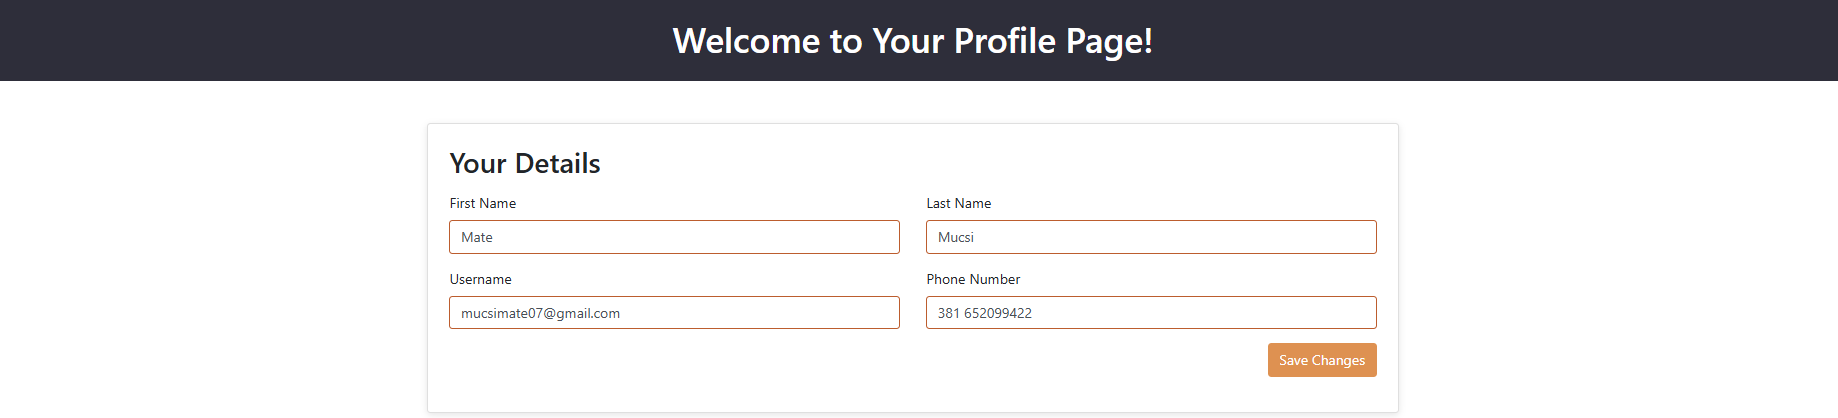 Welcome to Your Profile Page!
Your Details
First Name
Last Name
Mate
Mucsi
Username
Phone Number
mucsimate07@gmail.com
381 652099422
Save Changes